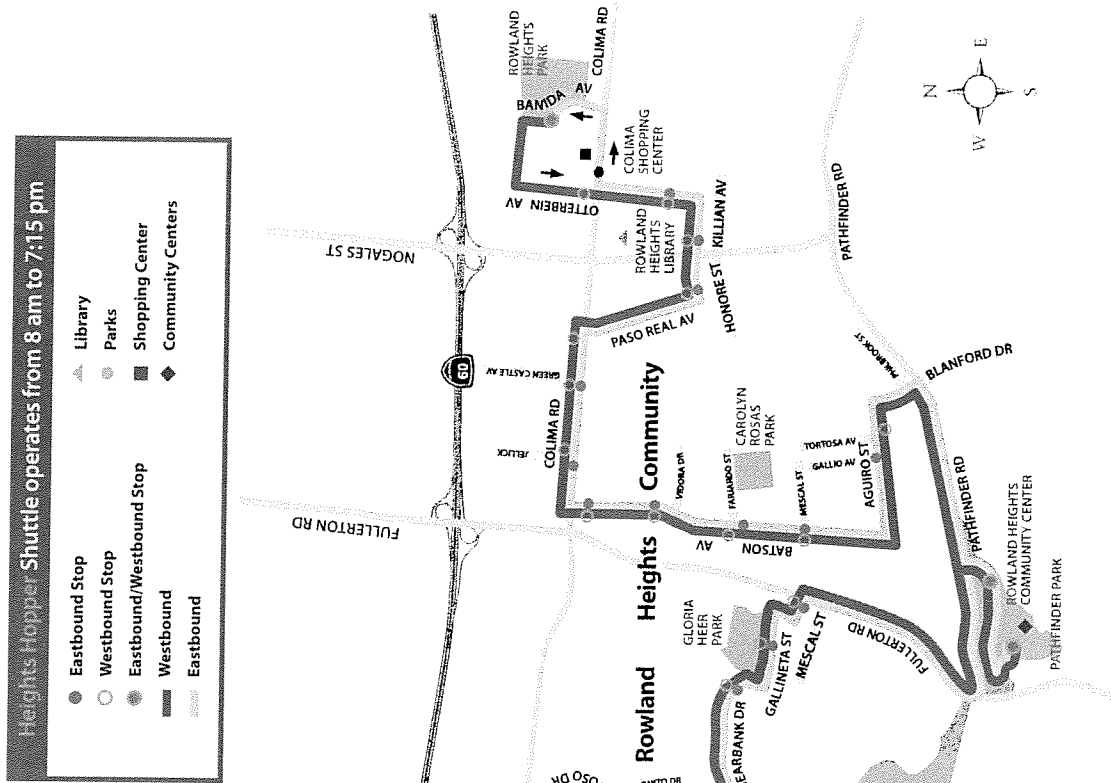 Heights Hopper Shuttle operates from 8 am to 7:15 pm
Eastbound Stop
Westbound Stop
Eastbound/Westbound Stop
Westbound
Eastbound
Library
Parks
Shopping Center
Community Centers
ROWLAND
HEIGHTS
PARK
COLIMA RD
BANIDA AV
COLIMA
SHOPPING
CENTER
OTTERBEIN AV
ROWLAND
HEIGHTS
LIBRARY
KILLIAN AV
NOGALES ST
HONORE ST
PASO REAL AV
PATHFINDER RD
N
E
S
W
60
GREEN CASTLE AV
COLIMA RD
JELLICK
FULLERTON RD
Rowland Heights Community
VIDORA DR
FARJARDO ST
CAROLYN
ROSAS
PARK
MESCAL ST
BATSON AV
TORTOSA AV
GALLIO AV
AGUIRO ST
BLANFORD DR
PATHFINDER RD
ROWLAND HEIGHTS
COMMUNITY CENTER
PATHFINDER PARK
GLORIA
HEER
PARK
GALLINETA ST
MESCAL ST
FULLERTON RD
EARBANK DR
OSO DR